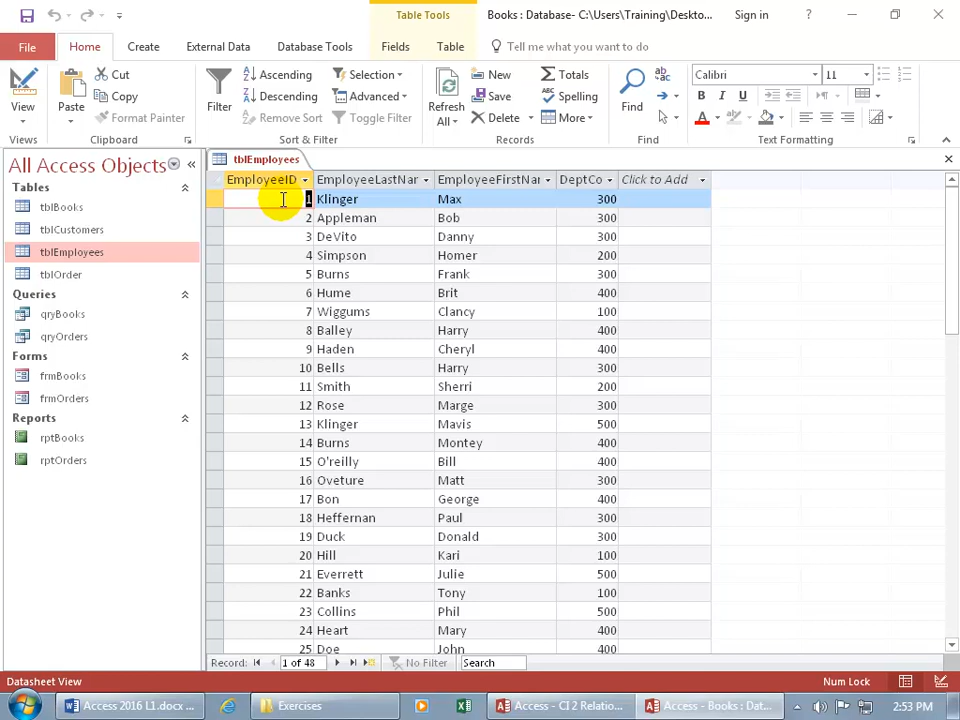 Table Tools
Books : Database- C:\Users\Training\Deskto...
Sign in
?
File
Home
Create
External Data
Database Tools
Fields
Table
Tell me what you want to do
View
Views
Paste
Cut
Copy
Format Painter
Clipboard
Filter
Ascending
Descending
Remove Sort
Selection
Advanced
Toggle Filter
Sort & Filter
Refresh
All
New
Save
Delete
Totals
Spelling
More
Records
Find
Find
Calibri
11
B I U
A
Text Formatting
All Access Objects
Tables
tblBooks
tblCustomers
tblEmployees
tblOrder
Queries
qryBooks
qryOrders
Forms
frmBooks
frmOrders
Reports
rptBooks
rptOrders
tblEmployees
EmployeeID EmployeeLastNar EmployeeFirstNar DeptCo Click to Add
1 Klinger Max 300
2 Appleman Bob 300
3 DeVito Danny 300
4 Simpson Homer 200
5 Burns Frank 300
6 Hume Brit 400
7 Wiggums Clancy 100
8 Balley Harry 400
9 Haden Cheryl 400
10 Bells Harry 300
11 Smith Sherri 200
12 Rose Marge 300
13 Klinger Mavis 500
14 Burns Montey 400
15 O'reilly Bill 400
16 Oveture Matt 300
17 Bon George 400
18 Heffernan Paul 300
19 Duck Donald 300
20 Hill Kari 100
21 Everrett Julie 500
22 Banks Tony 100
23 Collins Phil 500
24 Heart Mary 400
25 Doe John 400
Record: 1 of 48 No Filter Search
Datasheet View
Num Lock
Access 2016 L1.docx ...
Exercises
Access - CI 2 Relatio...
Access - Books : Dat...
2:53 PM